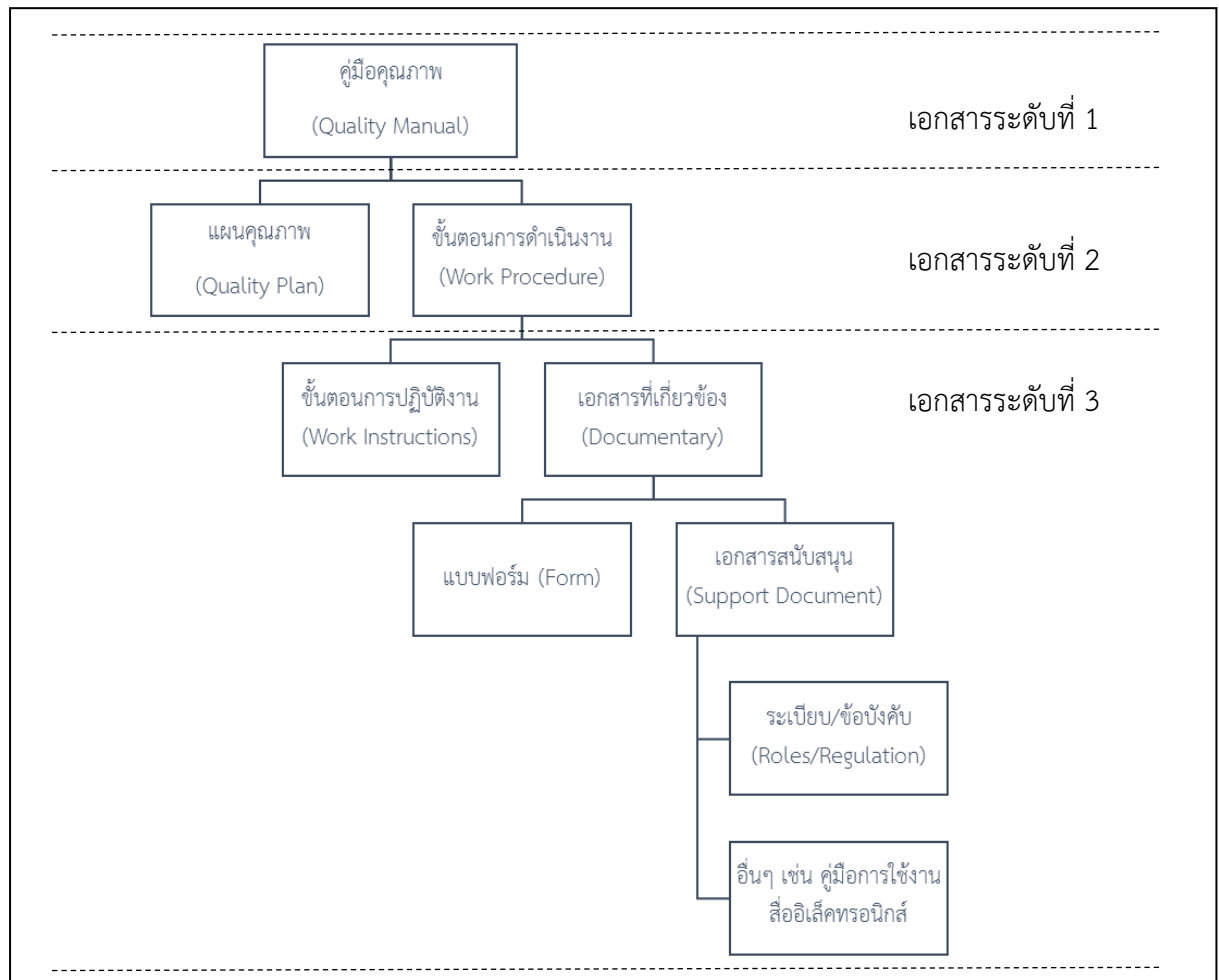 คู่มือคุณภาพ
(Quality Manual)
เอกสารระดับที่ 1
แผนคุณภาพ
(Quality Plan)
ขั้นตอนการดำเนินงาน
(Work Procedure)
เอกสารระดับที่ 2
ขั้นตอนการปฏิบัติงาน
(Work Instructions)
เอกสารที่เกี่ยวข้อง
(Documentary)
เอกสารระดับที่ 3
แบบฟอร์ม (Form)
เอกสารสนับสนุน
(Support Document)
ระเบียบ/ข้อบังคับ
(Roles/Regulation)
อื่นๆ เช่น คู่มือการใช้งาน
สื่ออิเล็คทรอนิกส์